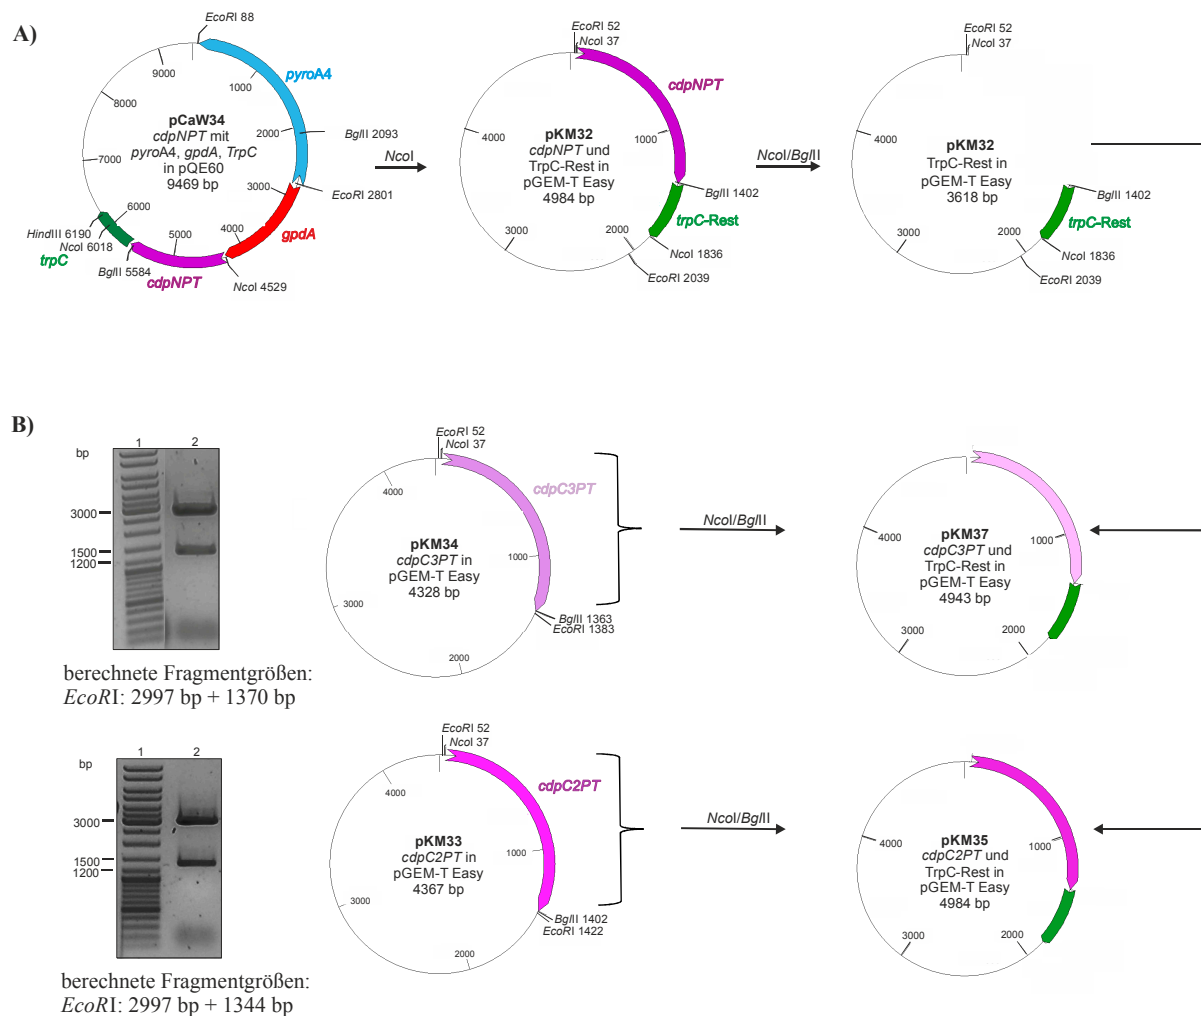 A)
EcoRI 88
9000
1000
pyroA4
8000
pCaW34
cdpNPT mit
pyroA4, gpdA, TrpC
in pQE60
9469 bp
2000
BglII 2093
7000
3000
EcoRI 2801
HindIII 6190
6000
NcoI 6018
5000
4000
gpdA
trpC
BglII 5584
cdpNPT
NcoI 4529
NcoI
EcoRI 52
NcoI 37
cdpNPT
4000
1000
pKM32
cdpNPT und
TrpC-Rest in
pGEM-T Easy
4984 bp
BglII 1402
trpC-Rest
3000
2000
NcoI 1836
EcoRI 2039
NcoI/BglII
EcoRI 52
NcoI 37
4000
pKM32
TrpC-Rest in
pGEM-T Easy
3618 bp
BglII 1402
trpC-Rest
3000
2000
NcoI 1836
EcoRI 2039
B)
1 2
bp
3000
1500
1200
berechnete Fragmentgrößen:
EcoRI: 2997 bp + 1370 bp
EcoRI 52
NcoI 37
4000
cdpC3PT
pKM34
cdpC3PT in
pGEM-T Easy
4328 bp
1000
3000
BglII 1363
EcoRI 1383
2000
NcoI/BglII
4000
1000
pKM37
cdpC3PT und
TrpC-Rest in
pGEM-T Easy
4943 bp
3000
2000
1 2
bp
3000
1500
1200
berechnete Fragmentgrößen:
EcoRI: 2997 bp + 1344 bp
EcoRI 52
NcoI 37
4000
cdpC2PT
pKM33
cdpC2PT in
pGEM-T Easy
4367 bp
1000
3000
BglII 1402
EcoRI 1422
2000
NcoI/BglII
4000
1000
pKM35
cdpC2PT und
TrpC-Rest in
pGEM-T Easy
4984 bp
3000
2000